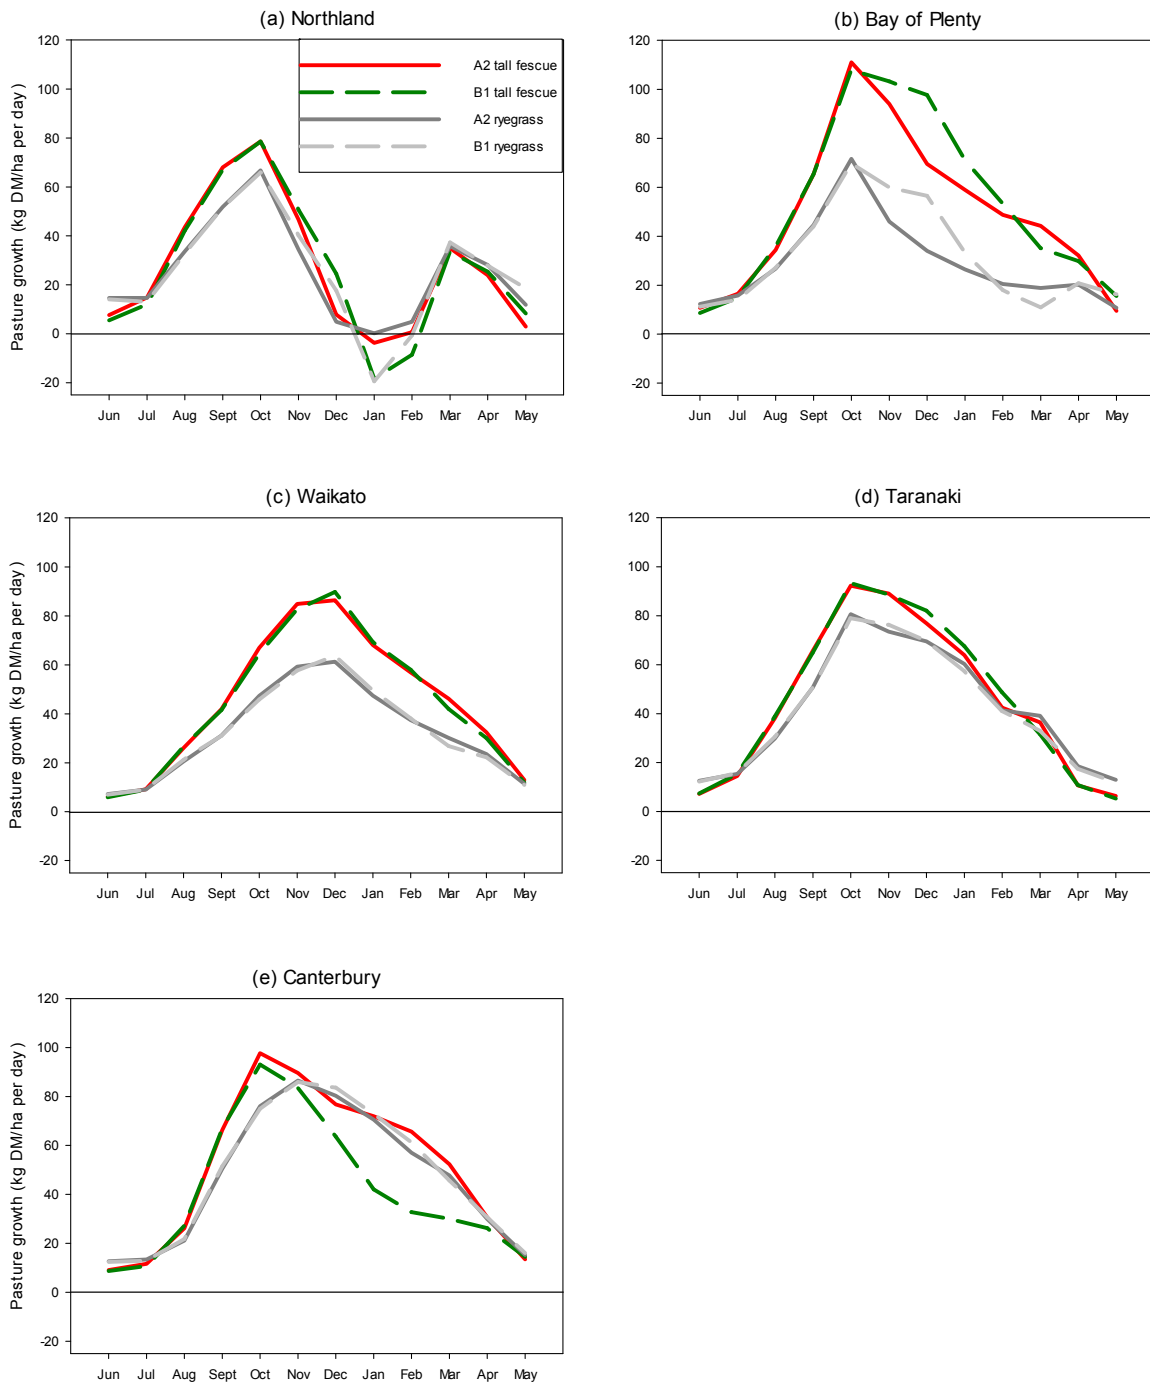 (a) Northland
Pasture growth (kg DM/ha per day)
120
100
80
60
40
20
0
-20
A2 tall fescue
B1 tall fescue
A2 ryegrass
B1 ryegrass
Jun Jul Aug Sept Oct Nov Dec Jan Feb Mar Apr May
(b) Bay of Plenty
120
100
80
60
40
20
0
-20
Jun Jul Aug Sept Oct Nov Dec Jan Feb Mar Apr May
(c) Waikato
Pasture growth (kg DM/ha per day)
120
100
80
60
40
20
0
-20
Jun Jul Aug Sept Oct Nov Dec Jan Feb Mar Apr May
(d) Taranaki
120
100
80
60
40
20
0
-20
Jun Jul Aug Sept Oct Nov Dec Jan Feb Mar Apr May
(e) Canterbury
Pasture growth (kg DM/ha per day)
120
100
80
60
40
20
0
-20
Jun Jul Aug Sept Oct Nov Dec Jan Feb Mar Apr May